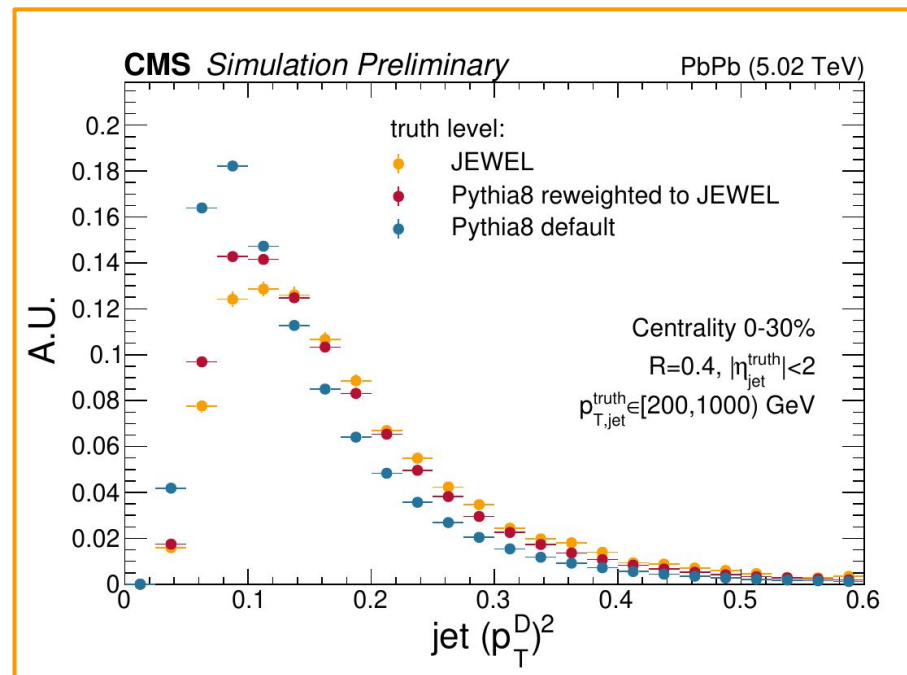 CMS Simulation Preliminary PbPb (5.02 TeV)
0.2
0.18
0.16
0.14
0.12
0.1
0.08
0.06
0.04
0.02
0
A.U.
truth level:
JEWEL
Pythia8 reweighted to JEWEL
Pythia8 default
Centrality 0-30%
R=0.4, |η_jet^truth|<2
p_T,jet^truth∈[200,1000) GeV
0 0.1 0.2 0.3 0.4 0.5 0.6
jet (p_T^D)^2